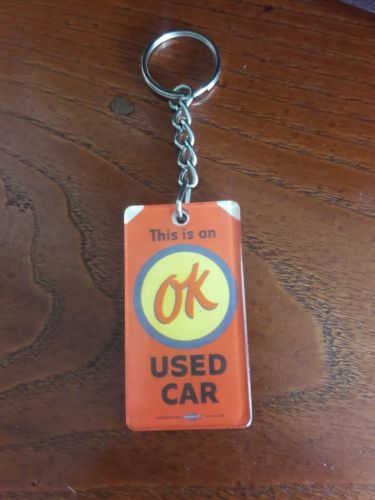 This is an
OK
USED
CAR